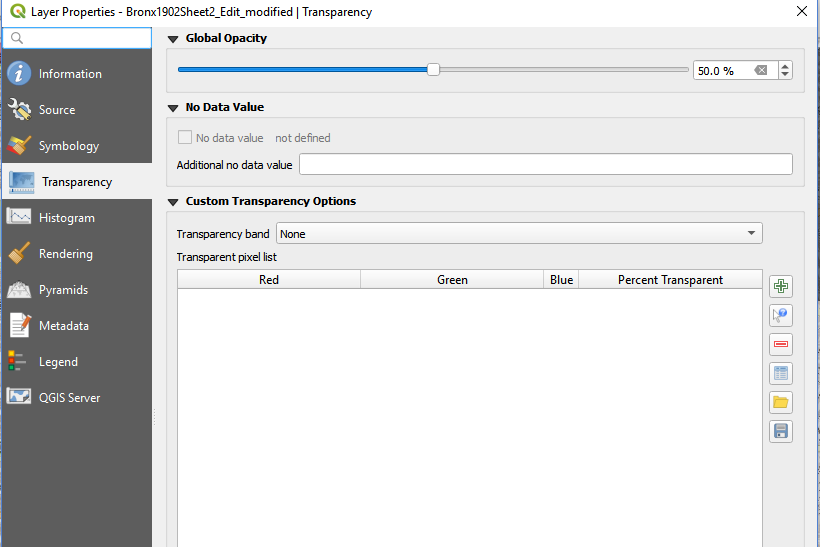 Layer Properties - Bronx1902Sheet2_Edit_modified | Transparency
Information
Source
Symbology
Transparency
Histogram
Rendering
Pyramids
Metadata
Legend
QGIS Server
Global Opacity
50.0 %
No Data Value
No data value not defined
Additional no data value
Custom Transparency Options
Transparency band None
Transparent pixel list
Red Green Blue Percent Transparent